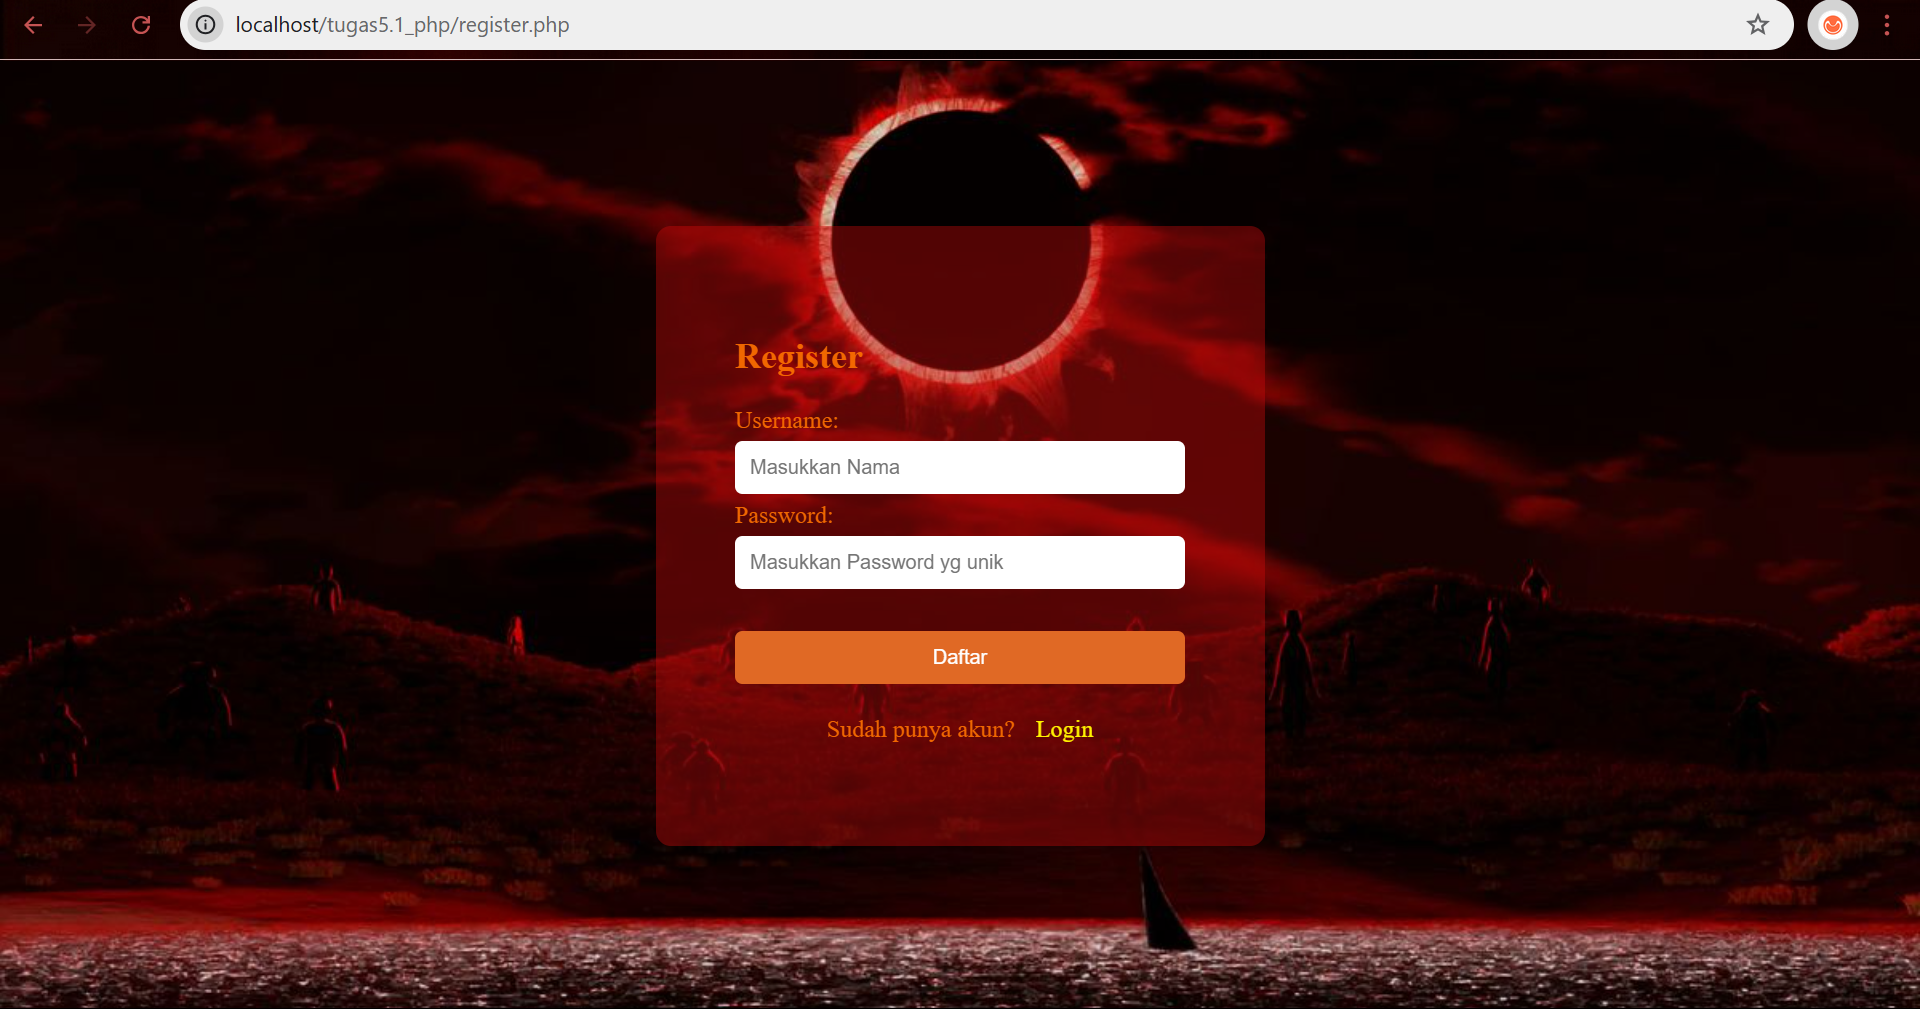 localhost/tugas5.1_php/register.php
Register
Username:
Masukkan Nama
Password:
Masukkan Password yg unik
Daftar
Sudah punya akun? Login